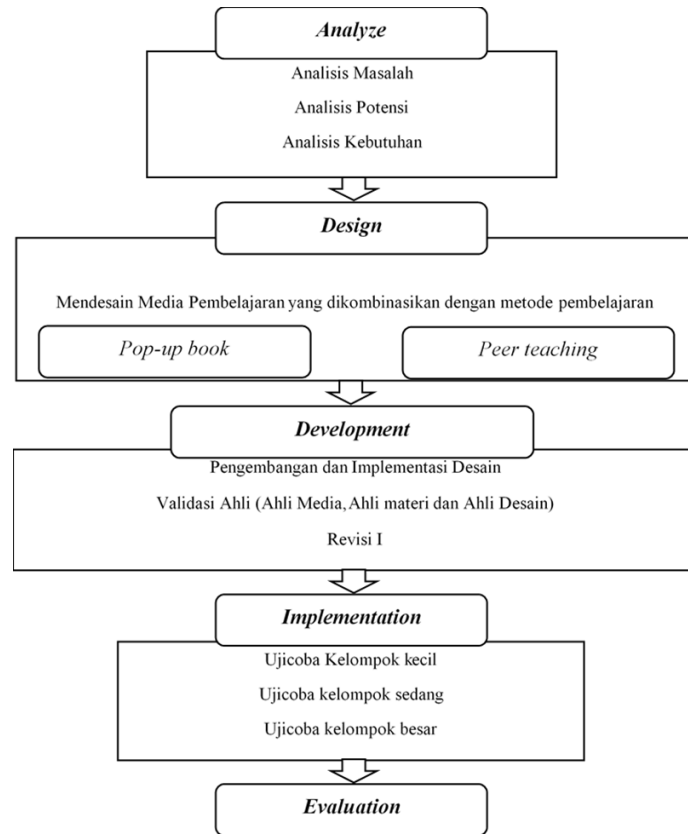 Analyze
Analisis Masalah
Analisis Potensi
Analisis Kebutuhan
Design
Mendesain Media Pembelajaran yang dikombinasikan dengan metode pembelajaran
Pop-up book
Peer teaching
Development
Pengembangan dan Implementasi Desain
Validasi Ahli (Ahli Media, Ahli materi dan Ahli Desain)
Revisi I
Implementation
Ujicoba Kelompok kecil
Ujicoba kelompok sedang
Ujicoba kelompok besar
Evaluation